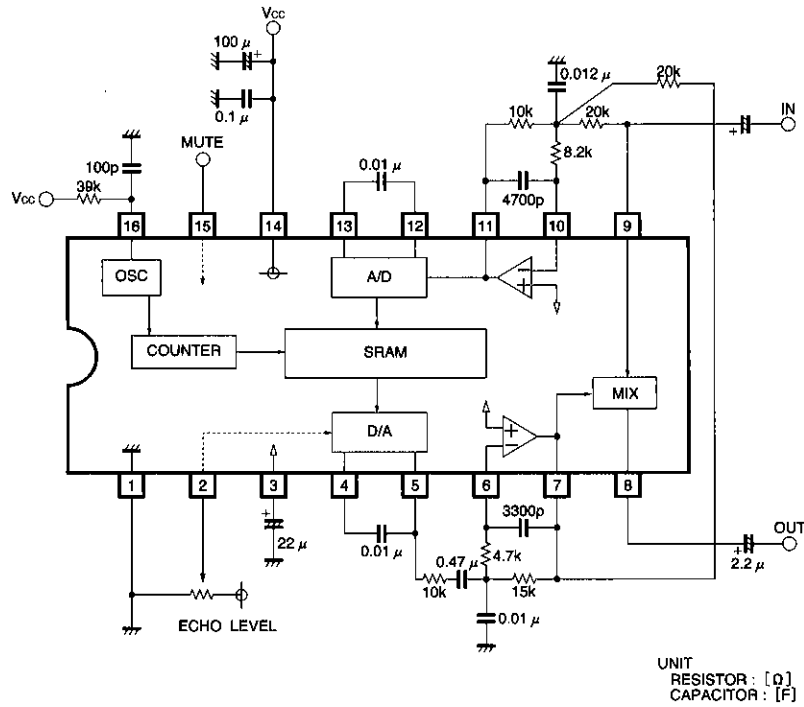 Vcc
100 μ
+
0.1 μ
100p
MUTE
Vcc
39k
0.01 μ
0.012 μ
20k
10k
20k
8.2k
4700p
IN
+
16
15
14
13
12
11
10
9
OSC
A/D
−
+
COUNTER
SRAM
MIX
D/A
+
−
1
2
3
4
5
6
7
8
+
22 μ
0.01 μ
3300p
4.7k
0.47 μ
10k
15k
0.01 μ
OUT
+
2.2 μ
ECHO LEVEL
UNIT
RESISTOR : [Ω]
CAPACITOR : [F]